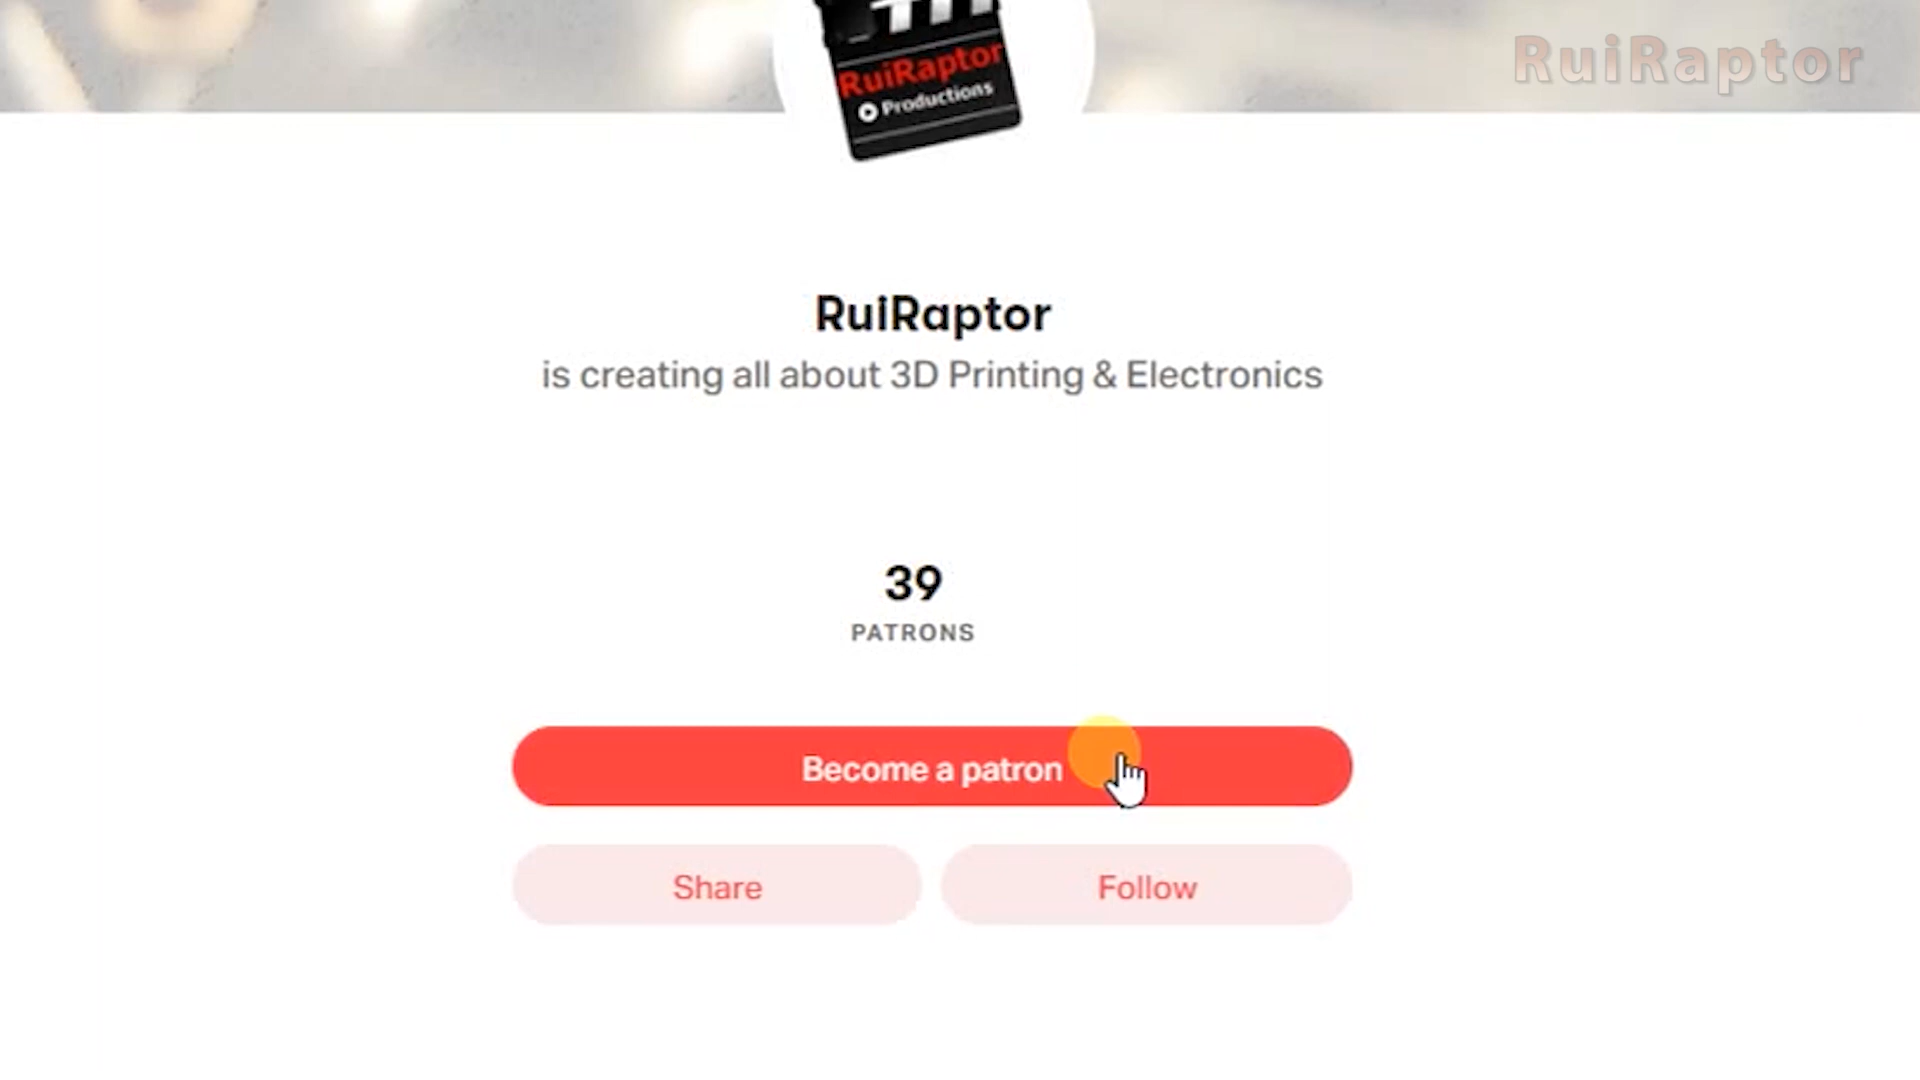 RuiRaptor
RuiRaptor
Productions
RuiRaptor
is creating all about 3D Printing & Electronics
39
PATRONS
Become a patron
Share
Follow